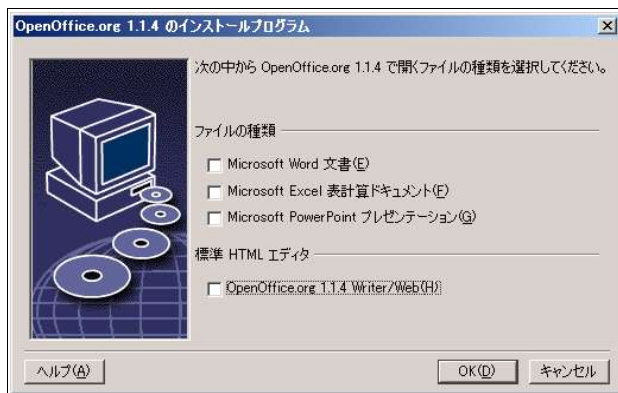 OpenOffice.org 1.1.4 のインストールプログラム
次の中から OpenOffice.org 1.1.4 で開くファイルの種類を選択してください。
ファイルの種類
Microsoft Word 文書(E)
Microsoft Excel 表計算ドキュメント(F)
Microsoft PowerPoint プレゼンテーション(G)
標準 HTML エディタ
OpenOffice.org 1.1.4 Writer/Web(H)
ヘルプ(A)
OK(D)
キャンセル